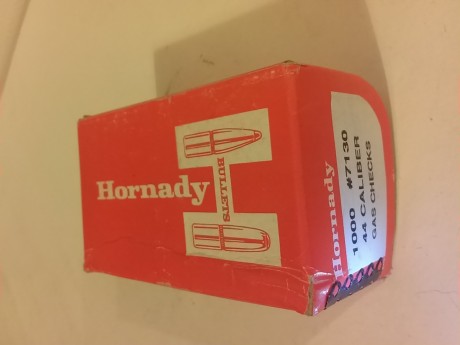 Hornady
BULLETS
Hornady
1000 #7130
44 CALIBER
GAS CHECKS